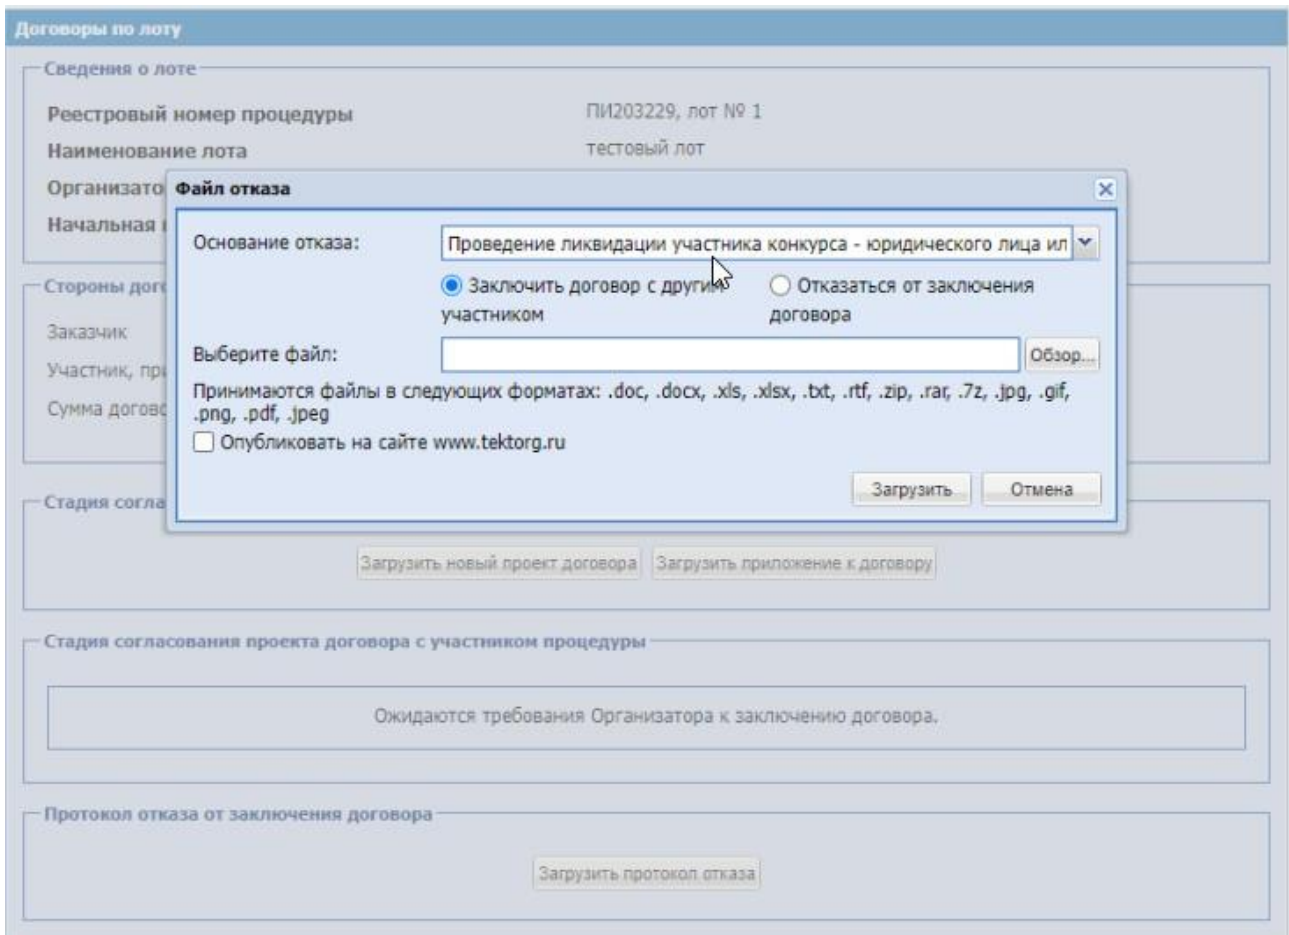 Договоры по лоту
Сведения о лоте
Реестровый номер процедуры ПИ203229, лот № 1
Наименование лота тестовый лот
Организато
Начальная
Файл отказа
Основание отказа: Проведение ликвидации участника конкурса - юридического лица ил
Заключить договор с другим
участником
Отказаться от заключения
договора
Выберите файл: Обзор...
Принимаются файлы в следующих форматах: .doc, .docx, .xls, .xlsx, .txt, .rtf, .zip, .rar, .7z, .jpg, .gif,
.png, .pdf, .jpeg
Опубликовать на сайте www.tektorg.ru
Загрузить Отмена
Стороны дого
Заказчик
Участник, при
Сумма догово
Стадия согла
Загрузить новый проект договора Загрузить приложение к договору
Стадия согласования проекта договора с участником процедуры
Ожидаются требования Организатора к заключению договора.
Протокол отказа от заключения договора
Загрузить протокол отказа